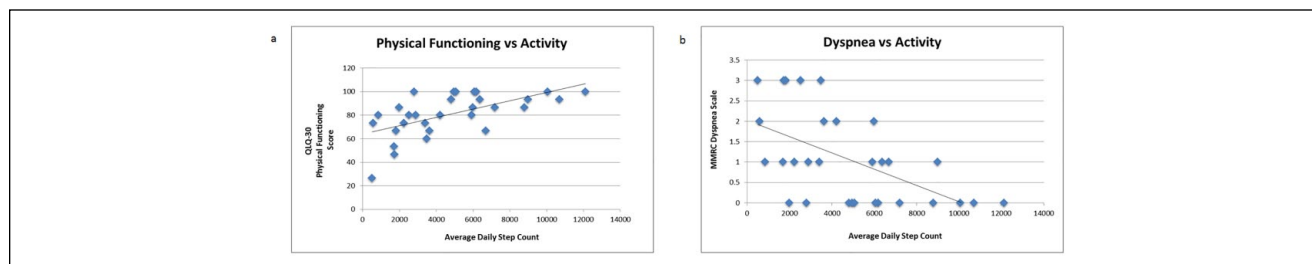 a
Physical Functioning vs Activity
QLQ-30
Physical Functioning
Score
120
100
80
60
40
20
0
0 2000 4000 6000 8000 10000 12000 14000
Average Daily Step Count
b
Dyspnea vs Activity
MMRC Dyspnea Scale
3.5
3
2.5
2
1.5
1
0.5
0
0 2000 4000 6000 8000 10000 12000 14000
Average Daily Step Count